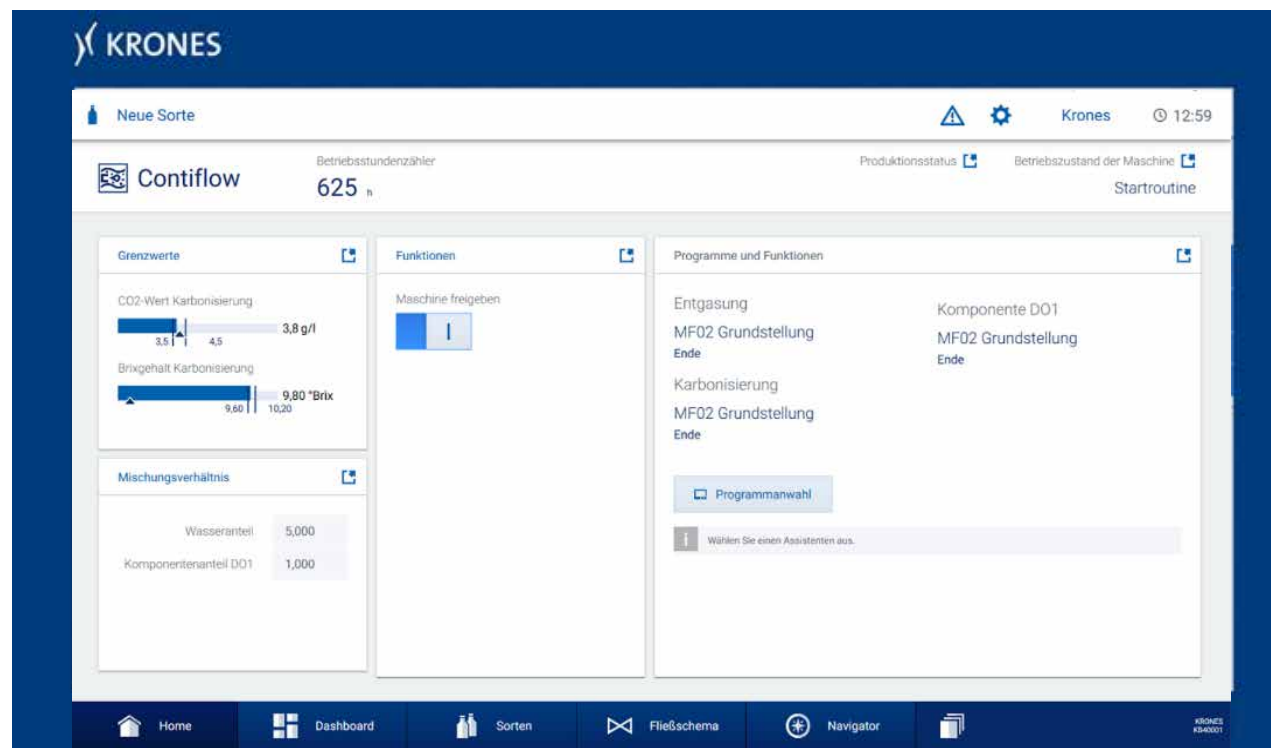 KRONES
Neue Sorte
Krones
12:59
Contiflow
Betriebsstundenzähler
625 h
Produktionsstatus
Betriebszustand der Maschine
Startroutine
Grenzwerte
CO2-Wert Karbonisierung
3,8 g/l
3,5 4,5
Brixgehalt Karbonisierung
9,80 °Brix
9,60 10,20
Mischungsverhältnis
Wasseranteil 5,000
Komponentenanteil DO1 1,000
Funktionen
Maschine freigeben
I
Programme und Funktionen
Entgasung
MF02 Grundstellung
Ende
Karbonisierung
MF02 Grundstellung
Ende
Komponente DO1
MF02 Grundstellung
Ende
Programmanwahl
i Wählen Sie einen Assistenten aus.
Home Dashboard Sorten Fließschema Navigator
KRONES
KB40001